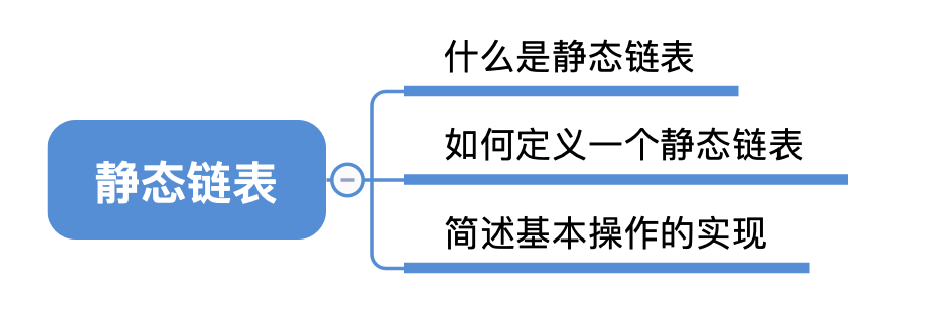 静态链表
什么是静态链表
如何定义一个静态链表
简述基本操作的实现